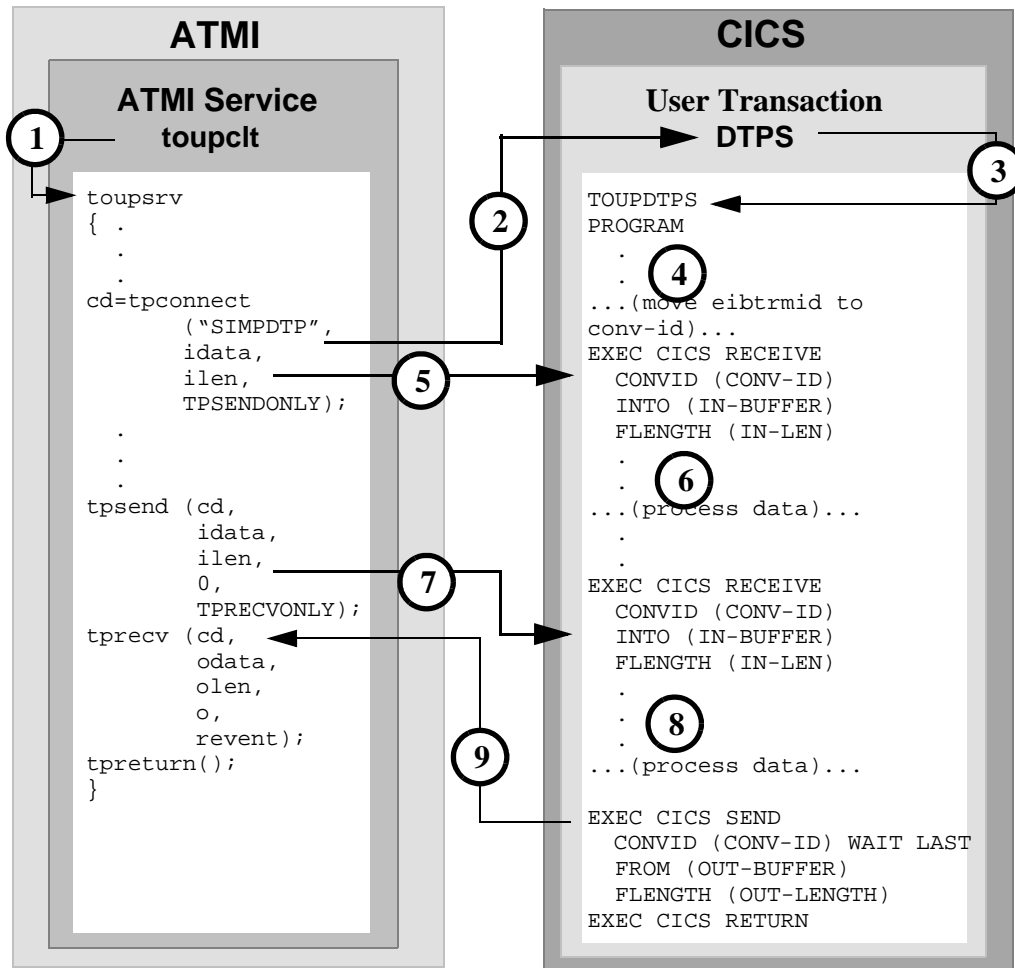 ATMI
ATMI Service
toupclt
1
toupsrv
{ .
.
.
cd=tpconnect
(“SIMPDTP”,
idata,
ilen,
TPSENDONLY);
.
.
.
tpsend (cd,
idata,
ilen,
0,
TPRECVONLY);
tprecv (cd,
odata,
olen,
o,
revent);
tpreturn();
}
2
5
7
9
CICS
User Transaction
DTPS
3
TOUPDTPS
PROGRAM
.
.
4
...(move eibtrmid to
conv-id)...
EXEC CICS RECEIVE
CONVID (CONV-ID)
INTO (IN-BUFFER)
FLENGTH (IN-LEN)
.
.
6
...(process data)...
.
.
EXEC CICS RECEIVE
CONVID (CONV-ID)
INTO (IN-BUFFER)
FLENGTH (IN-LEN)
.
.
.
8
...(process data)...
EXEC CICS SEND
CONVID (CONV-ID) WAIT LAST
FROM (OUT-BUFFER)
FLENGTH (OUT-LENGTH)
EXEC CICS RETURN